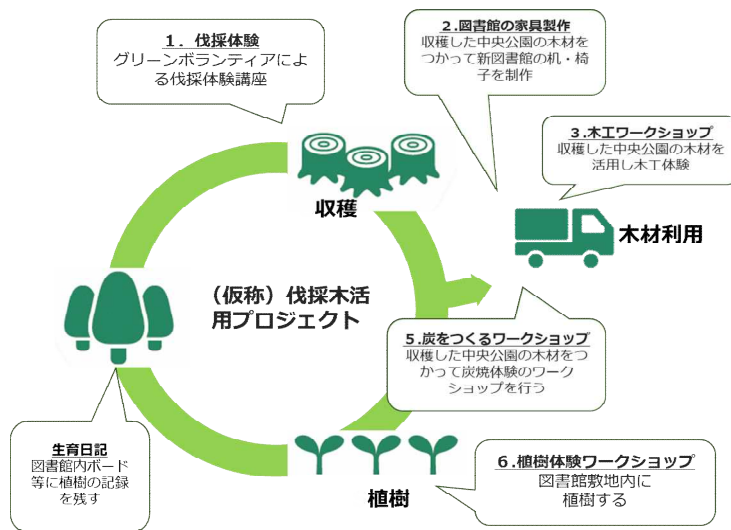 1．伐採体験
グリーンボランティアによ
る伐採体験講座
2．図書館の家具製作
収穫した中央公園の木材を
つかって新図書館の机・椅
子を制作
3.木工ワークショップ
収穫した中央公園の木材を
活用し木工体験
収穫
木材利用
（仮称）伐採木活
用プロジェクト
5.炭をつくるワークショップ
収穫した中央公園の木材をつ
かって炭焼体験のワーク
ショップを行う
生育日記
図書館内ボード
等に植樹の記録
を残す
6.植樹体験ワークショップ
図書館敷地内に
植樹する
植樹